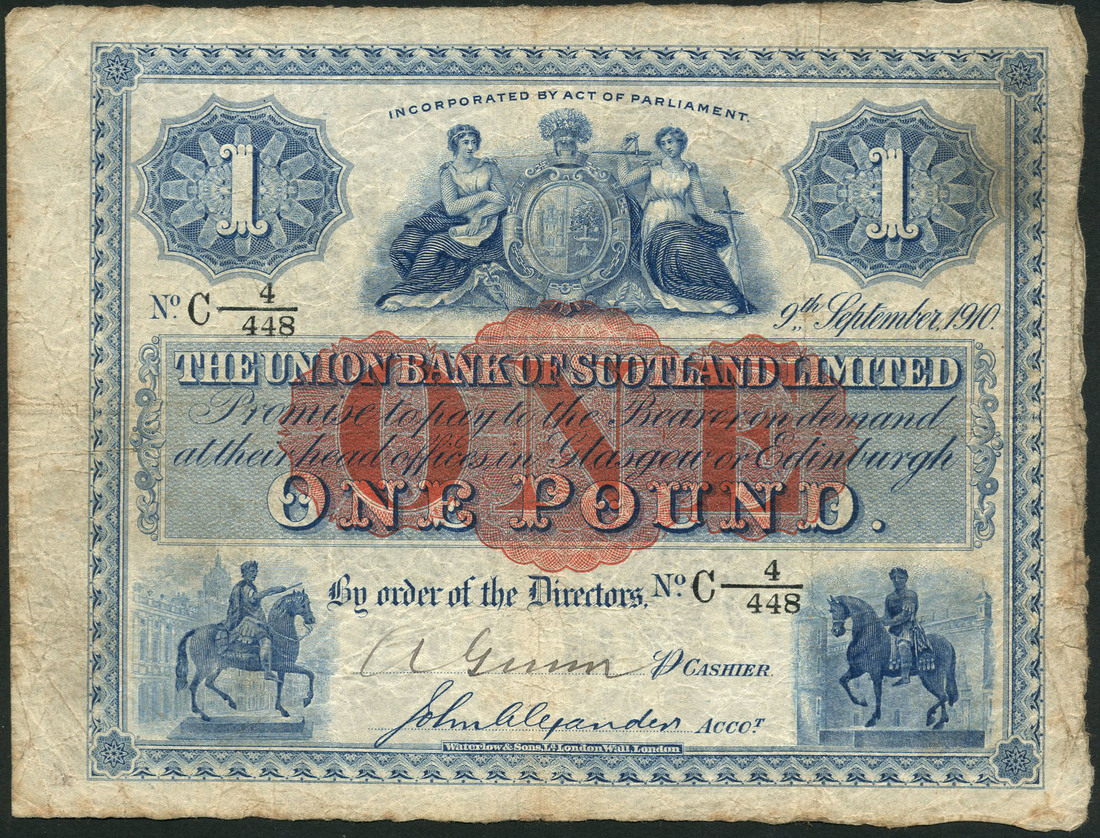 INCORPORATED BY ACT OF PARLIAMENT.
1 1
No. C 4/448
9th September, 1910.
THE UNION BANK OF SCOTLAND LIMITED
Promise to pay to the Bearer on demand
at their head offices in Glasgow or Edinburgh
ONE
ONE POUND.
By order of the Directors, No. C 4/448
A Gunn P CASHIER.
John Alexander ACCOT.
Waterlow & Sons, Ld. London Wall, London